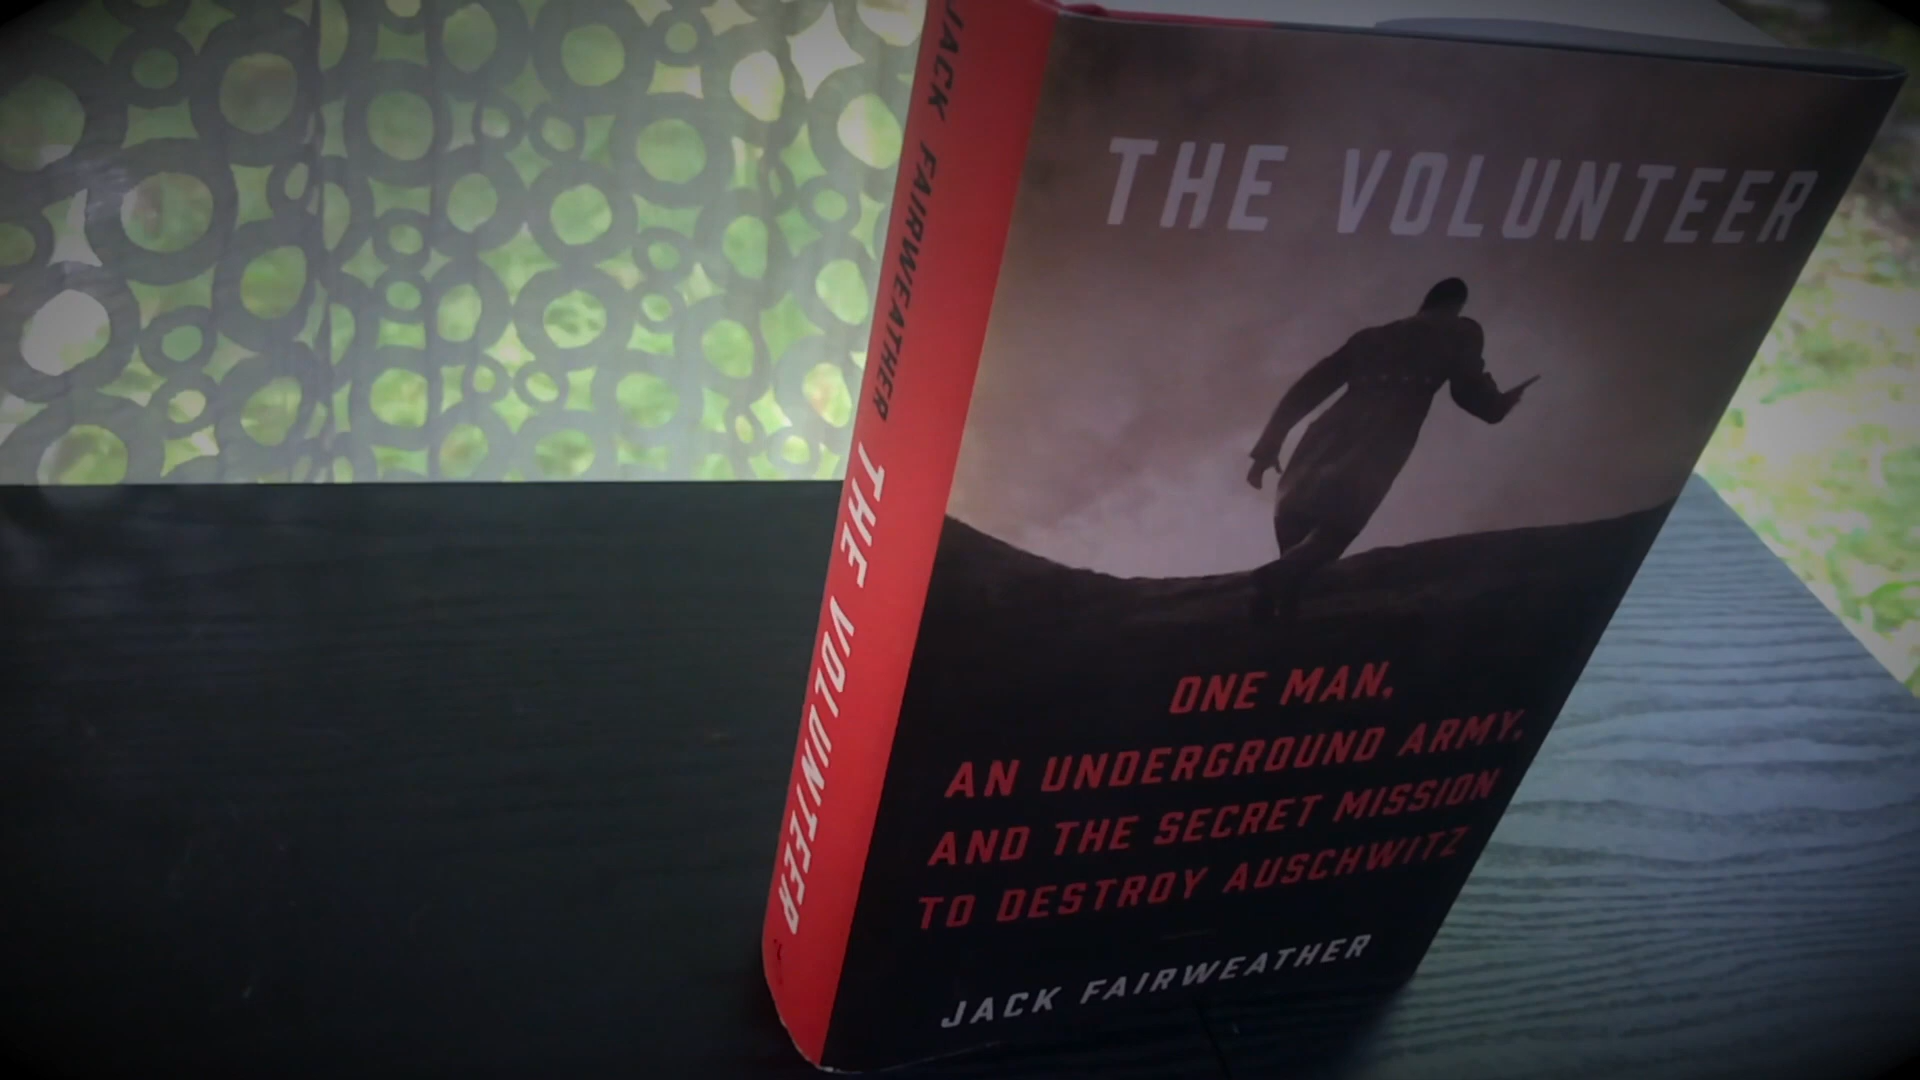 JACK FAIRWEATHER THE VOLUNTEER
THE VOLUNTEER
ONE MAN,
AN UNDERGROUND ARMY,
AND THE SECRET MISSION
TO DESTROY AUSCHWITZ
JACK FAIRWEATHER